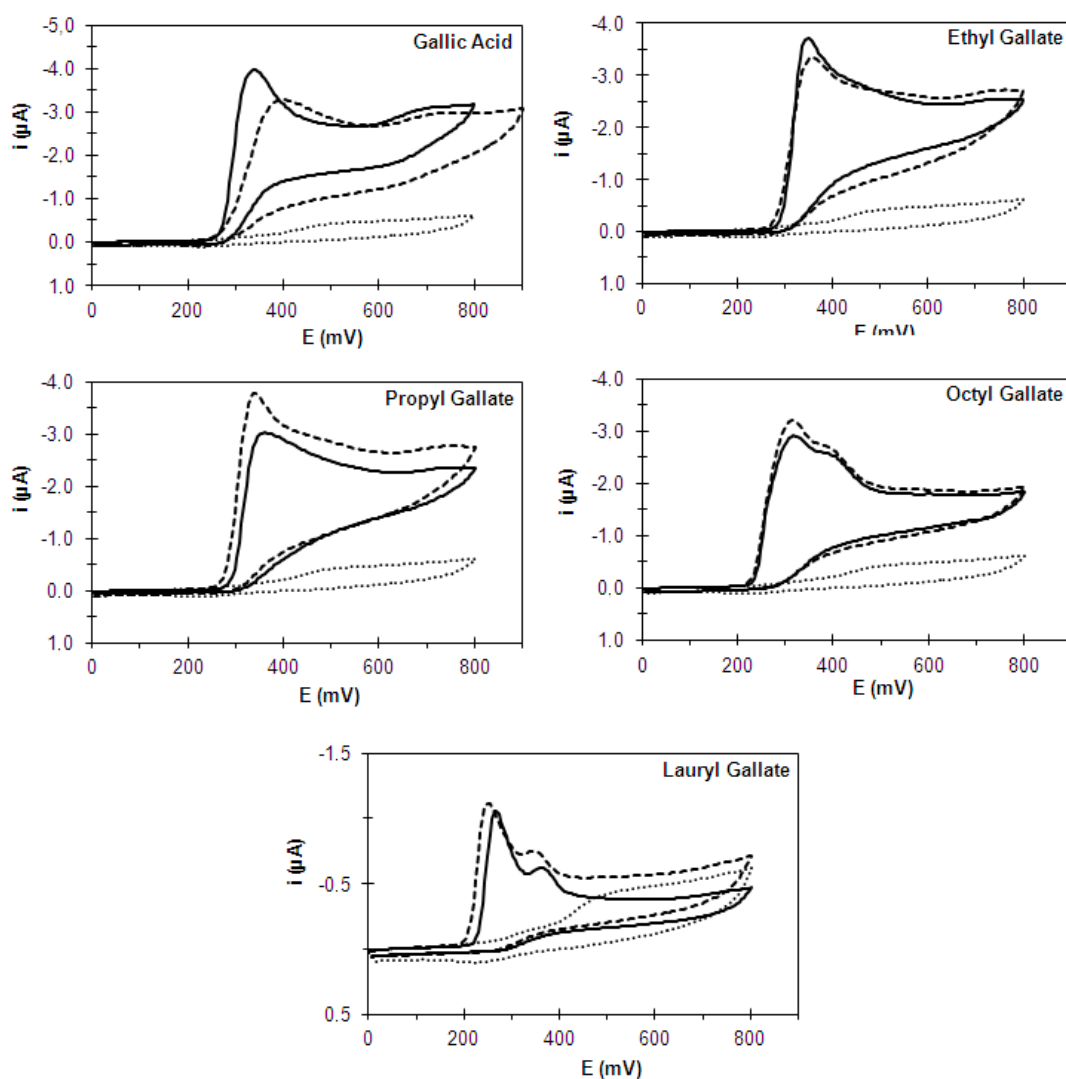 Gallic Acid
-5,0
-4.0
-3.0
-2.0
-1.0
0.0
1.0
i (µA)
0 200 400 600 800
E (mV)
Ethyl Gallate
-4.0
-3.0
-2.0
-1.0
0.0
1.0
i (µA)
0 200 400 600 800
E (mV)
Propyl Gallate
-4.0
-3.0
-2.0
-1.0
0.0
1.0
i (µA)
0 200 400 600 800
E (mV)
Octyl Gallate
-4.0
-3.0
-2.0
-1.0
0.0
1.0
i (µA)
0 200 400 600 800
E (mV)
Lauryl Gallate
-1.5
-0.5
0.5
i (µA)
0 200 400 600 800
E (mV)